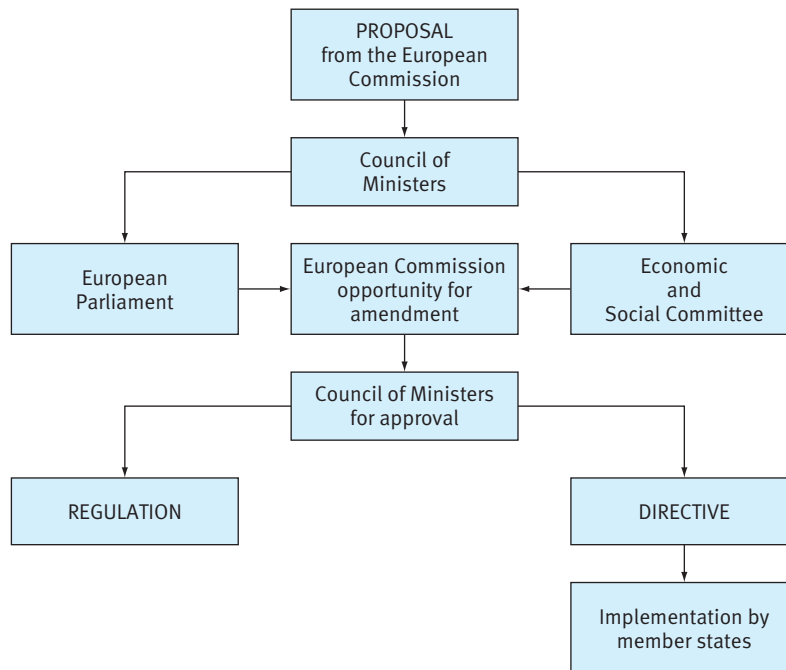 PROPOSAL
from the European
Commission
Council of
Ministers
European
Parliament
European Commission
opportunity for
amendment
Economic
and
Social Committee
Council of Ministers
for approval
REGULATION
DIRECTIVE
Implementation by
member states